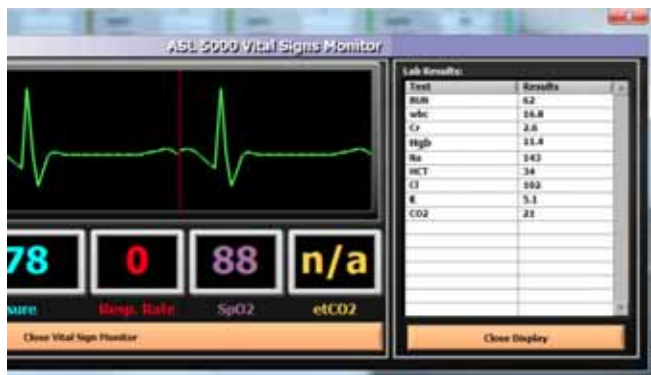 ASL 5000 Vital Signs Monitor
Lab Results:
Test Results
BUN 62
wbc 16.8
Cr 2.6
Hgb 11.4
Na 143
HCT 34
Cl 102
K 5.1
CO2 21
78 0 88 n/a
sure Resp. Rate SpO2 etCO2
Close Vital Sign Monitor
Close Display